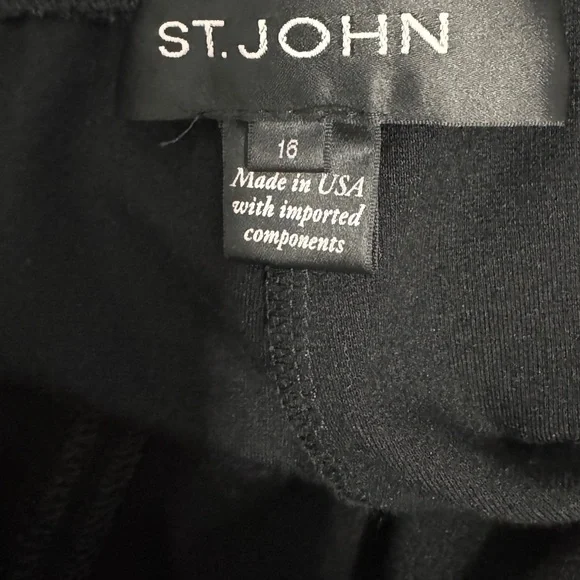 ST. JOHN
16
Made in USA
with imported
components